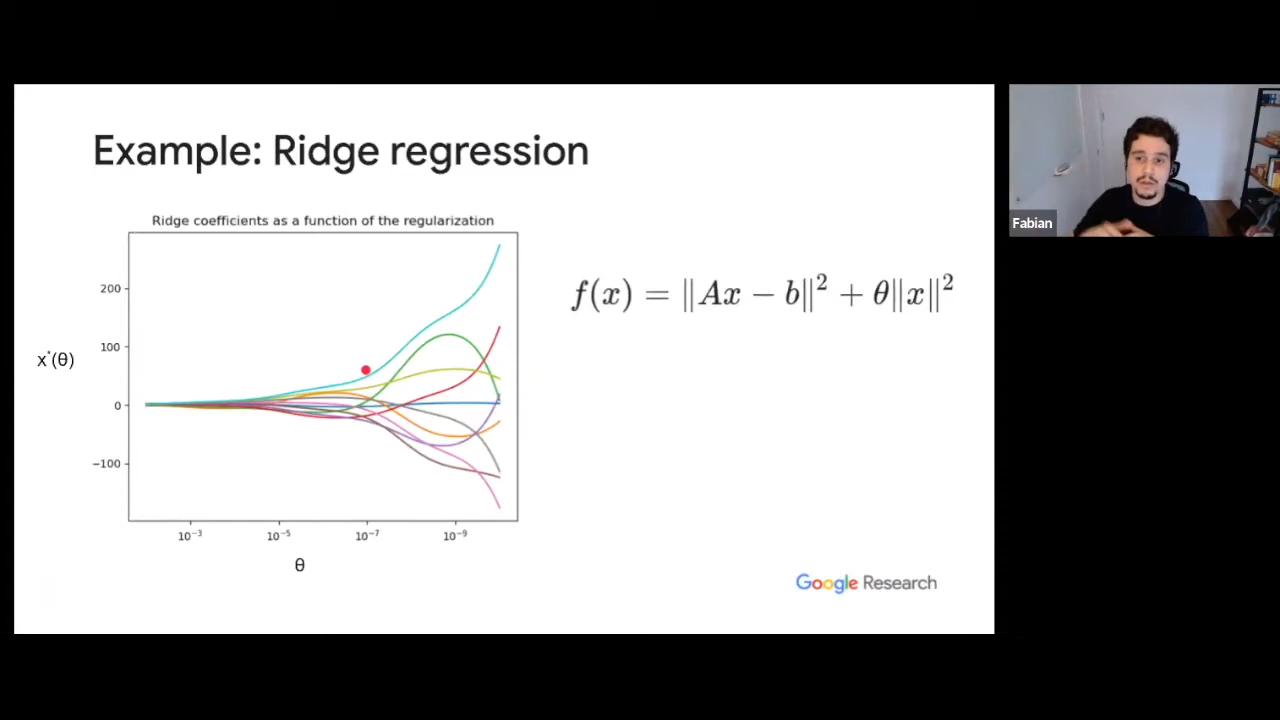 Example: Ridge regression
Ridge coefficients as a function of the regularization
200
100
0
−100
x*(θ)
10⁻³ 10⁻⁵ 10⁻⁷ 10⁻⁹
θ
f(x) = ‖Ax − b‖² + θ‖x‖²
Google Research
Fabian